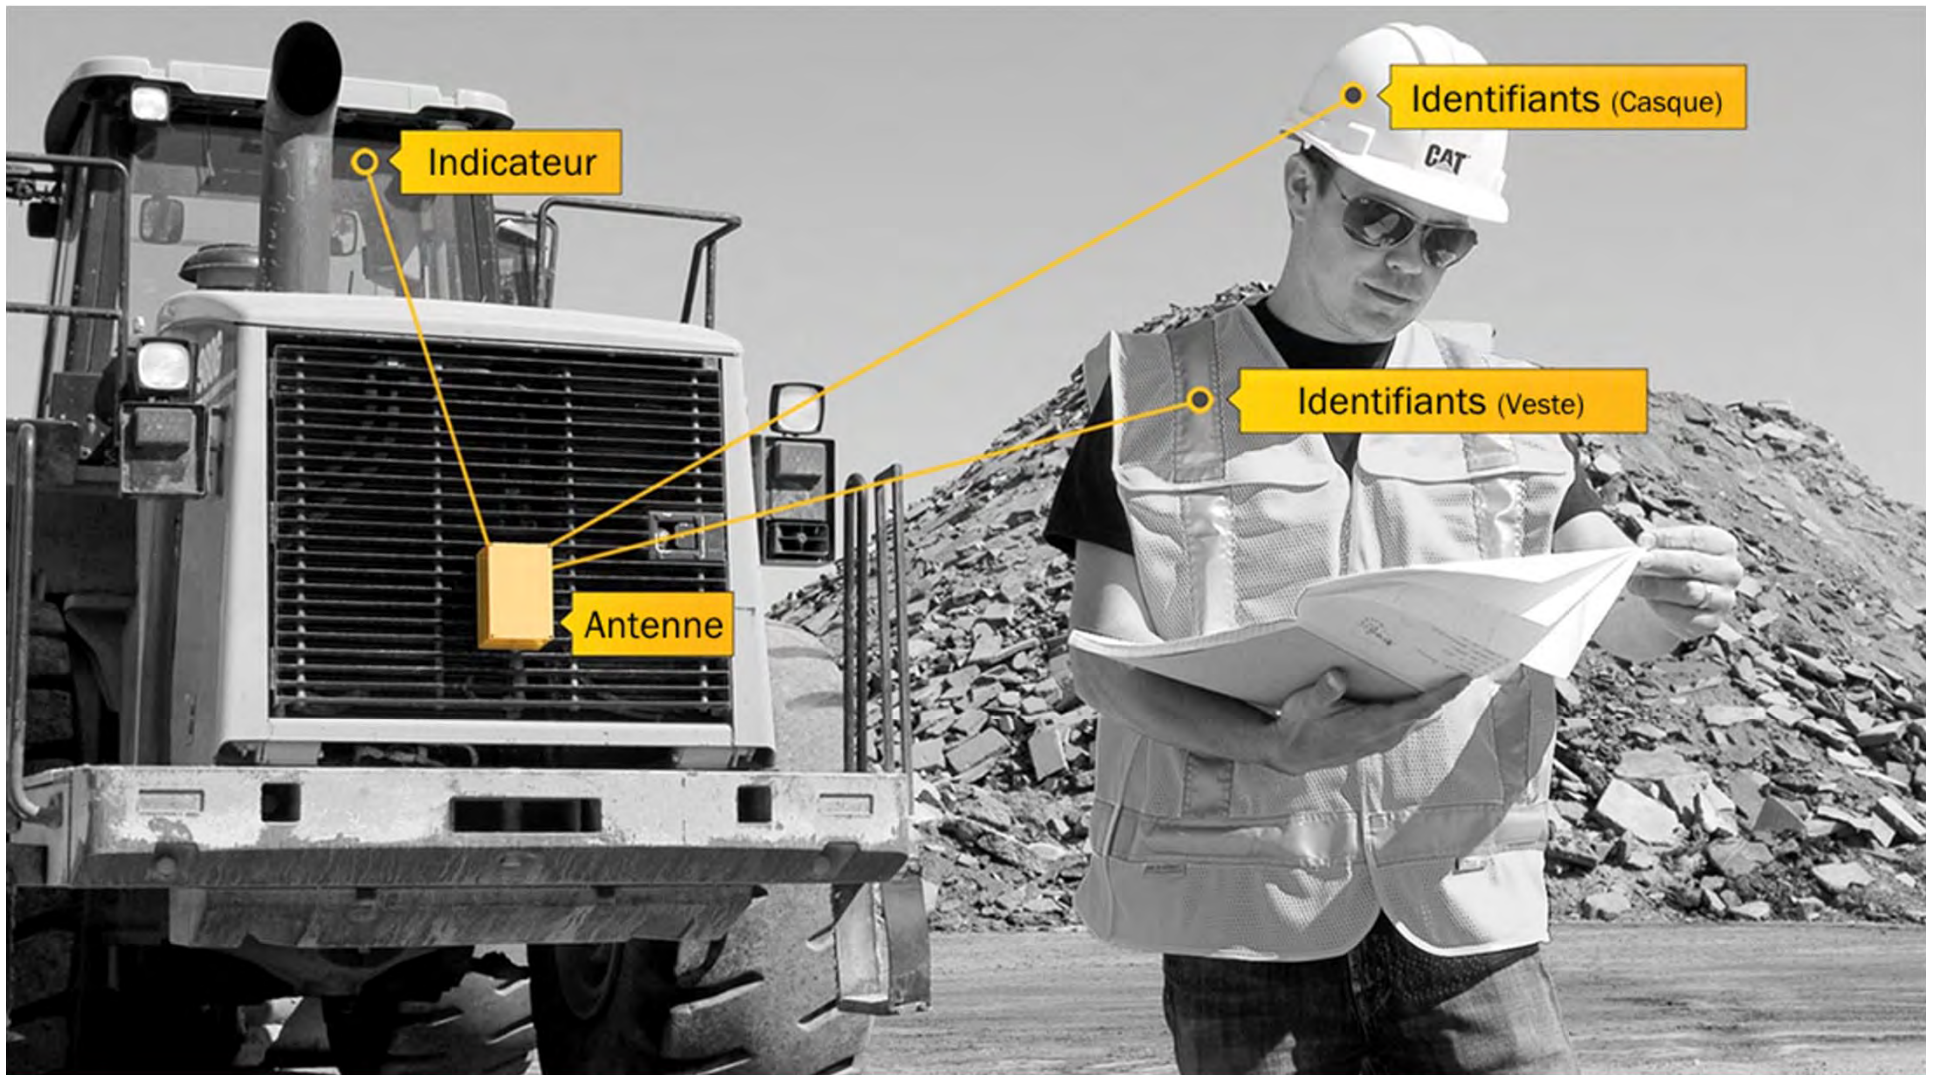 Identifiants (Casque)
Indicateur
CAT
Identifiants (Veste)
Antenne